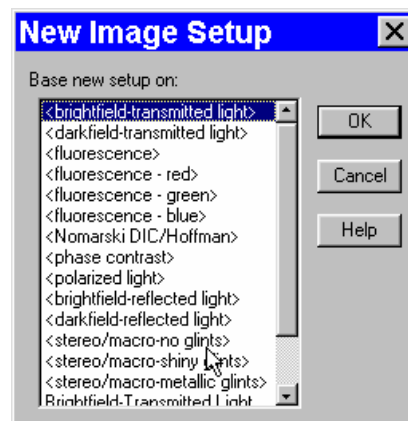 New Image Setup
Base new setup on:
<brightfield-transmitted light>
<darkfield-transmitted light>
<fluorescence>
<fluorescence - red>
<fluorescence - green>
<fluorescence - blue>
<Nomarski DIC/Hoffman>
<phase contrast>
<polarized light>
<brightfield-reflected light>
<darkfield-reflected light>
<stereo/macro-no glints>
<stereo/macro-shiny glints>
<stereo/macro-metallic glints>
Brightfield-Transmitted Light
OK
Cancel
Help